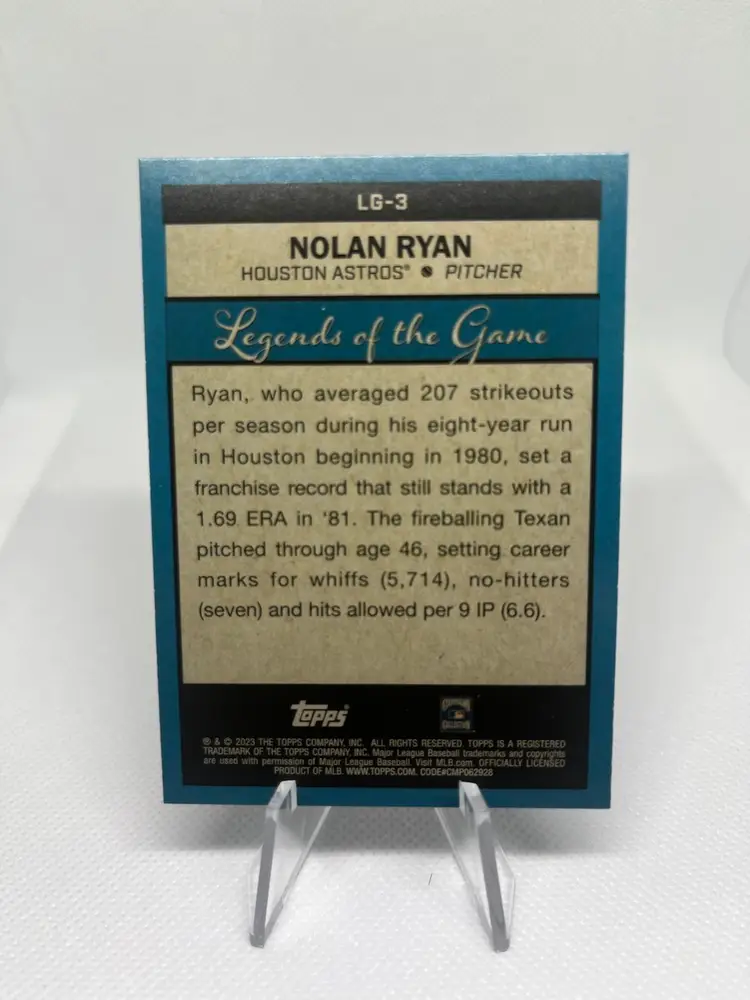 LG-3
NOLAN RYAN
HOUSTON ASTROS® PITCHER
Legends of the Game
Ryan, who averaged 207 strikeouts
per season during his eight-year run
in Houston beginning in 1980, set a
franchise record that still stands with a
1.69 ERA in '81. The fireballing Texan
pitched through age 46, setting career
marks for whiffs (5,714), no-hitters
(seven) and hits allowed per 9 IP (6.6).
Topps®
® & © 2023 THE TOPPS COMPANY, INC. ALL RIGHTS RESERVED. TOPPS IS A REGISTERED
TRADEMARK OF THE TOPPS COMPANY, INC. Major League Baseball trademarks and copyrights
are used with permission of Major League Baseball. Visit MLB.com. OFFICIALLY LICENSED
PRODUCT OF MLB. WWW.TOPPS.COM. CODE#CMP062928